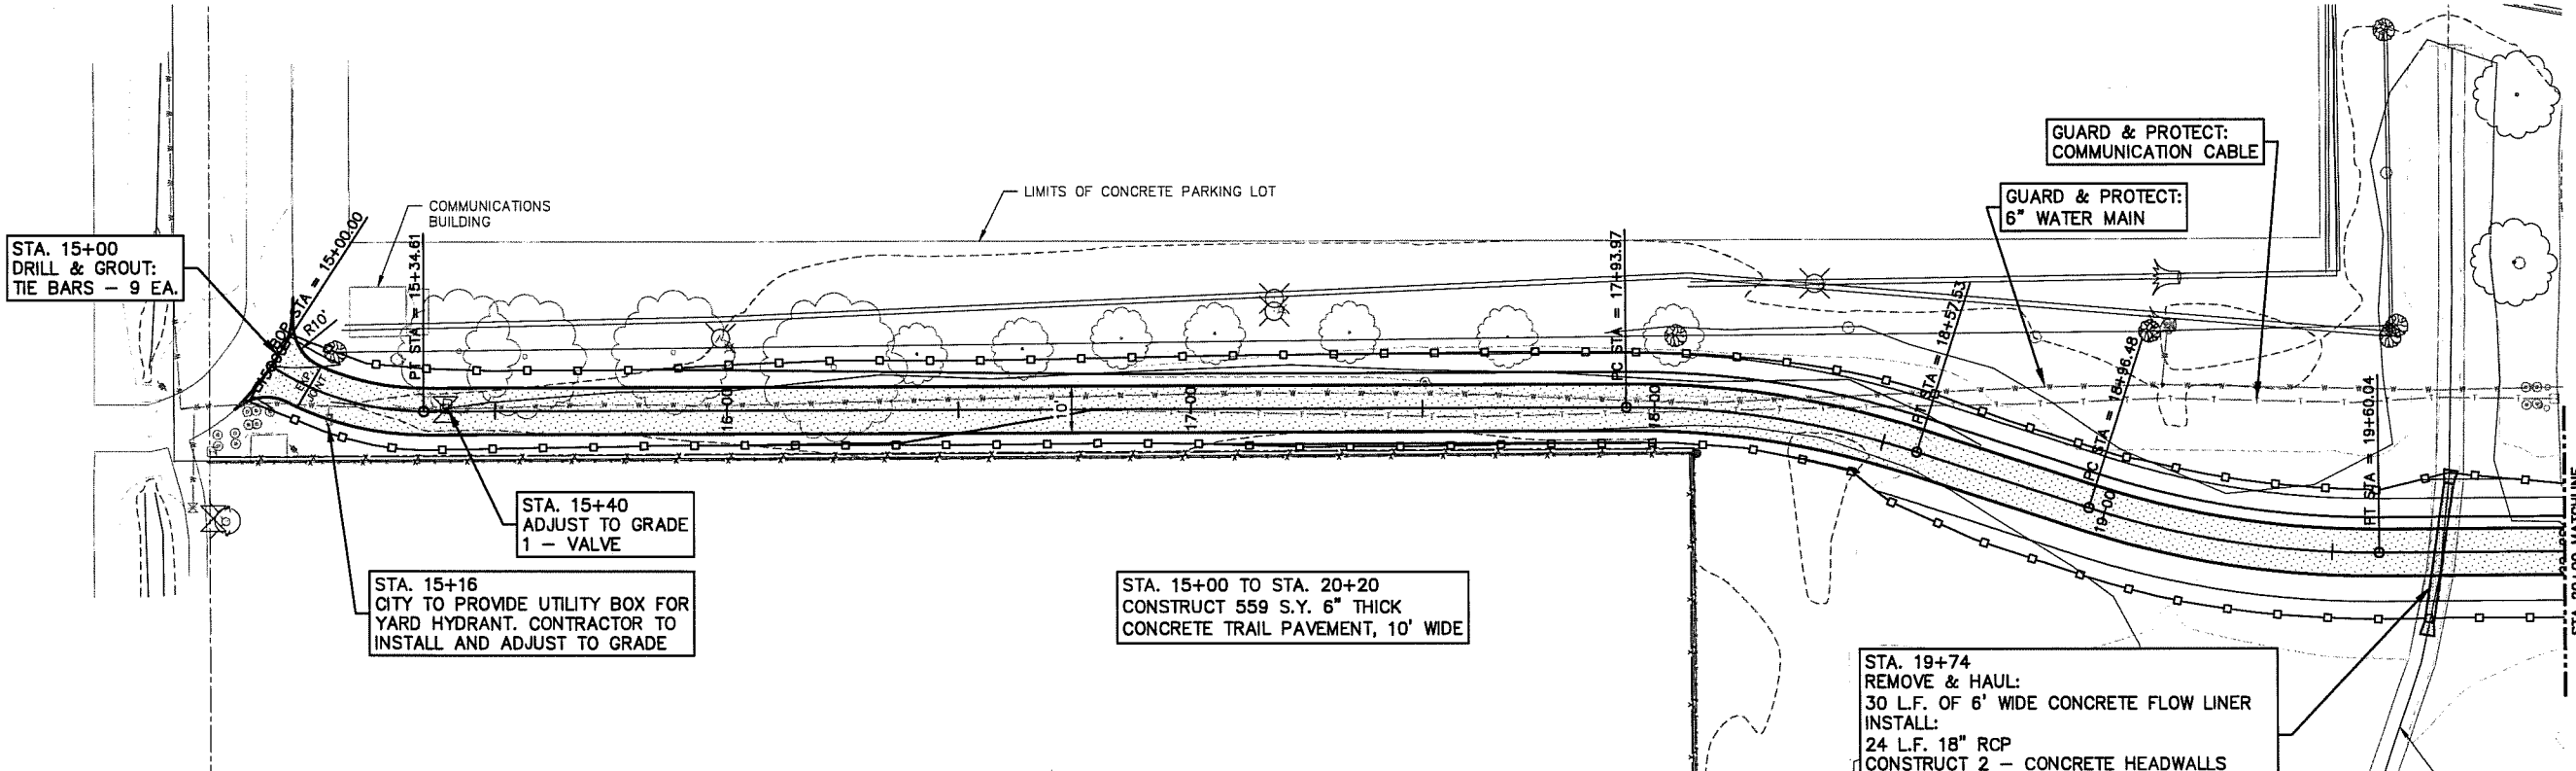 STA. 15+00
DRILL & GROUT:
TIE BARS - 9 EA.
COMMUNICATIONS
BUILDING
LIMITS OF CONCRETE PARKING LOT
GUARD & PROTECT:
COMMUNICATION CABLE
GUARD & PROTECT:
6" WATER MAIN
BOP STA = 15+00.00
R10'
EXP.
JOINT
PT STA = 15+34.61
16+00
10'
17+00
PC STA = 17+93.97
18+00
PT STA = 18+57.53
PC STA = 18+96.48
19+00
PT STA = 19+60.04
STA. 15+40
ADJUST TO GRADE
1 - VALVE
STA. 15+16
CITY TO PROVIDE UTILITY BOX FOR
YARD HYDRANT. CONTRACTOR TO
INSTALL AND ADJUST TO GRADE
STA. 15+00 TO STA. 20+20
CONSTRUCT 559 S.Y. 6" THICK
CONCRETE TRAIL PAVEMENT, 10' WIDE
STA. 19+74
REMOVE & HAUL:
30 L.F. OF 6' WIDE CONCRETE FLOW LINER
INSTALL:
24 L.F. 18" RCP
CONSTRUCT 2 - CONCRETE HEADWALLS
MATCHLINE